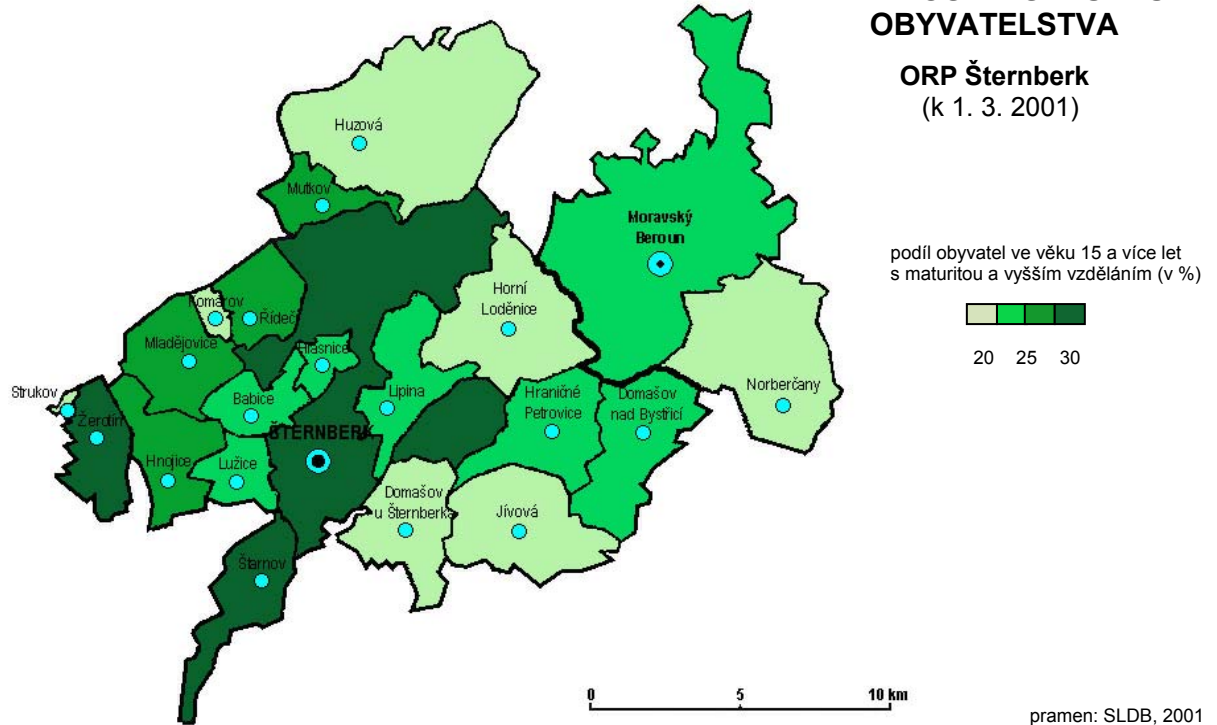 OBYVATELSTVA
ORP Šternberk
(k 1. 3. 2001)
Huzová
Mutkov
Moravský
Beroun
podíl obyvatel ve věku 15 a více let
s maturitou a vyšším vzděláním (v %)
20 25 30
Horní
Loděnice
Komárov
Řídeč
Mladějovice
Hlásnice
Strukov
Babice
Lipina
Hraničné
Petrovice
Domašov
nad Bystřicí
Norberčany
Žerotín
ŠTERNBERK
Hnojice
Lužice
Domašov
u Šternberka
Jívová
Štarnov
0 5 10 km
pramen: SLDB, 2001